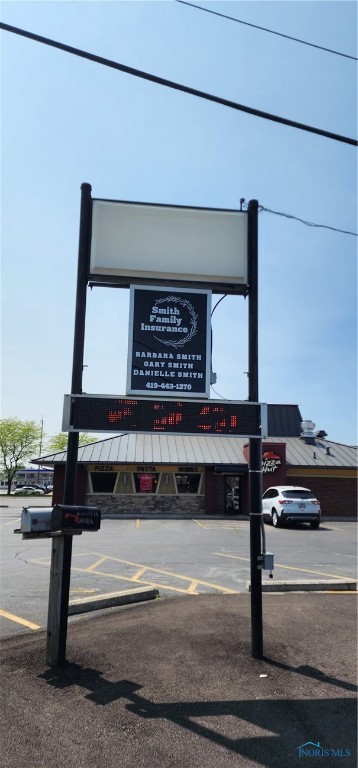 Smith
Family
Insurance
BARBARA SMITH
GARY SMITH
DANIELLE SMITH
419-443-1270
PIZZA PASTA WINGS
Pizza
Hut
NORIS MLS